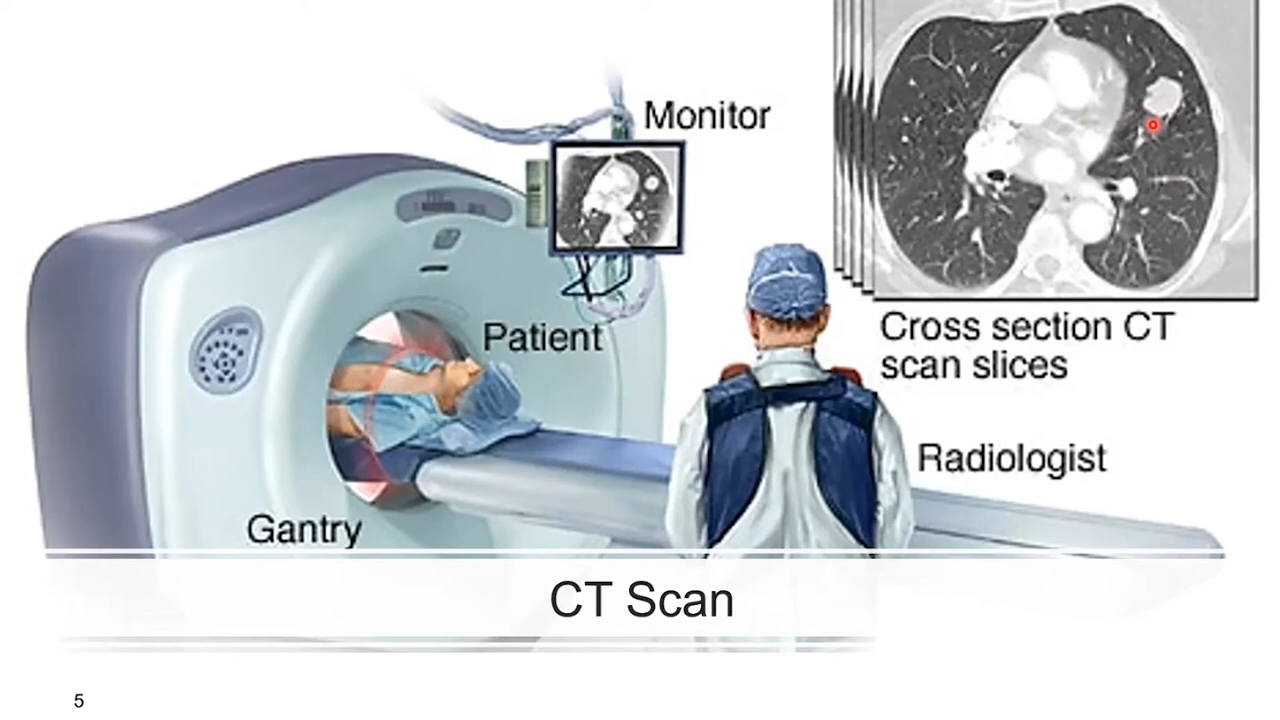 Monitor
Patient
Cross section CT
scan slices
Radiologist
Gantry
CT Scan
5